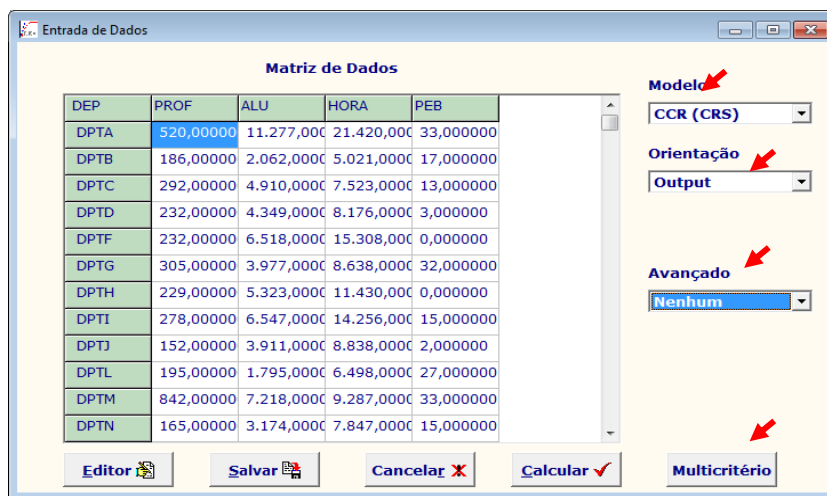 Entrada de Dados
Matriz de Dados
DEP PROF ALU HORA PEB
DPTA 520,00000 11.277,000 21.420,000 33,000000
DPTB 186,00000 2.062,0000 5.021,0000 17,000000
DPTC 292,00000 4.910,0000 7.523,0000 13,000000
DPTD 232,00000 4.349,0000 8.176,0000 3,000000
DPTF 232,00000 6.518,0000 15.308,000 0,000000
DPTG 305,00000 3.977,0000 8.638,0000 32,000000
DPTH 229,00000 5.323,0000 11.430,000 0,000000
DPTI 278,00000 6.547,0000 14.256,000 15,000000
DPTJ 152,00000 3.911,0000 8.838,0000 2,000000
DPTL 195,00000 1.795,0000 6.498,0000 27,000000
DPTM 842,00000 7.218,0000 9.287,0000 33,000000
DPTN 165,00000 3.174,0000 7.847,0000 15,000000
Modelo
CCR (CRS)
Orientação
Output
Avançado
Nenhum
Editor Salvar Cancelar Calcular Multicritério